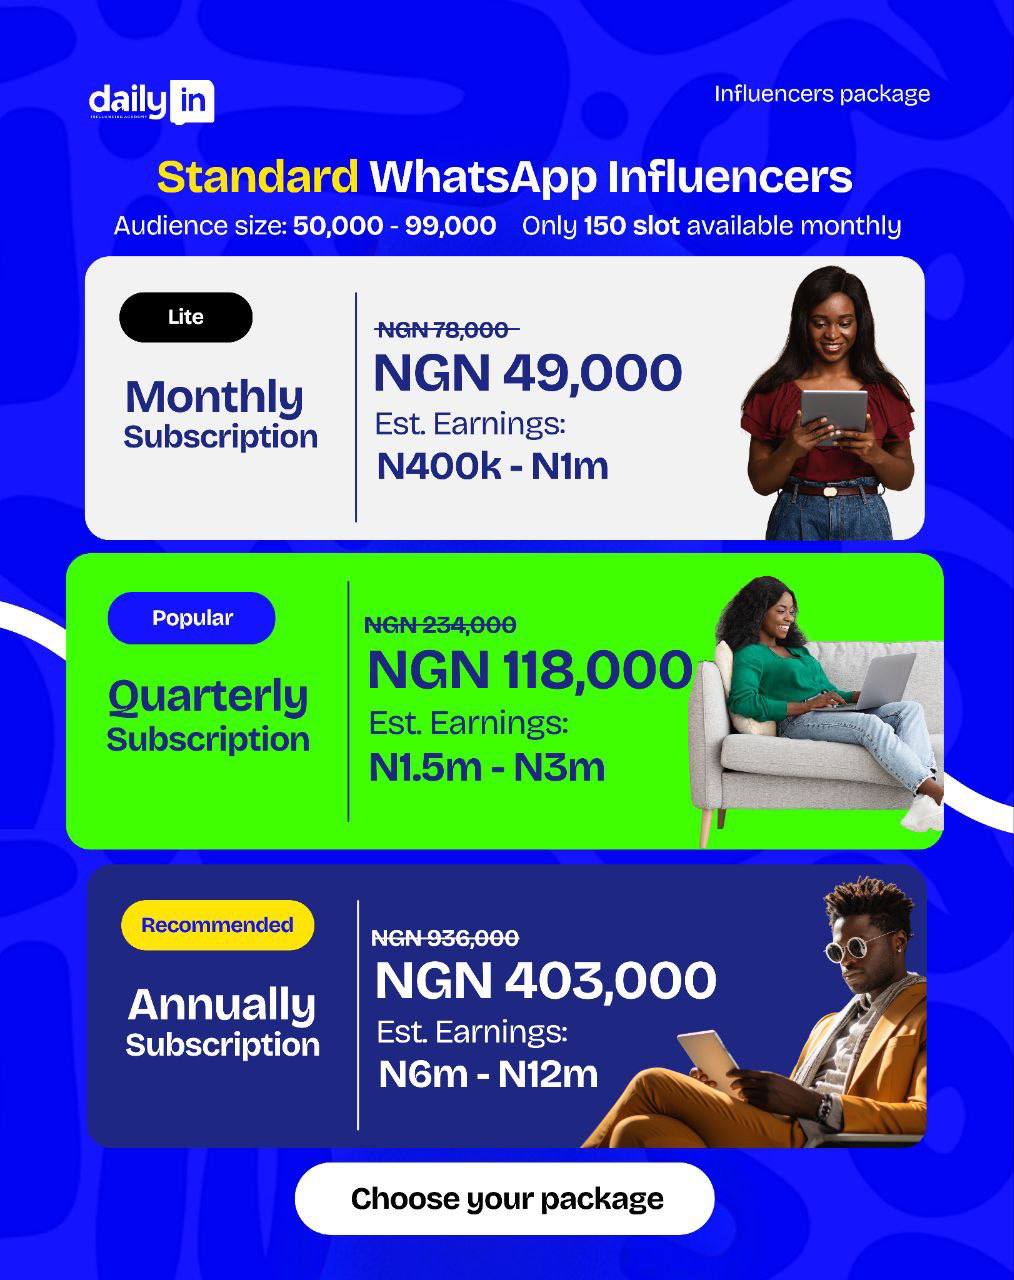 daily in
INFLUENCING ACADEMY
Influencers package
Standard WhatsApp Influencers
Audience size: 50,000 - 99,000 Only 150 slot available monthly
Lite
Monthly
Subscription
NGN 78,000
NGN 49,000
Est. Earnings:
N400k - N1m
Popular
Quarterly
Subscription
NGN 234,000
NGN 118,000
Est. Earnings:
N1.5m - N3m
Recommended
Annually
Subscription
NGN 936,000
NGN 403,000
Est. Earnings:
N6m - N12m
Choose your package